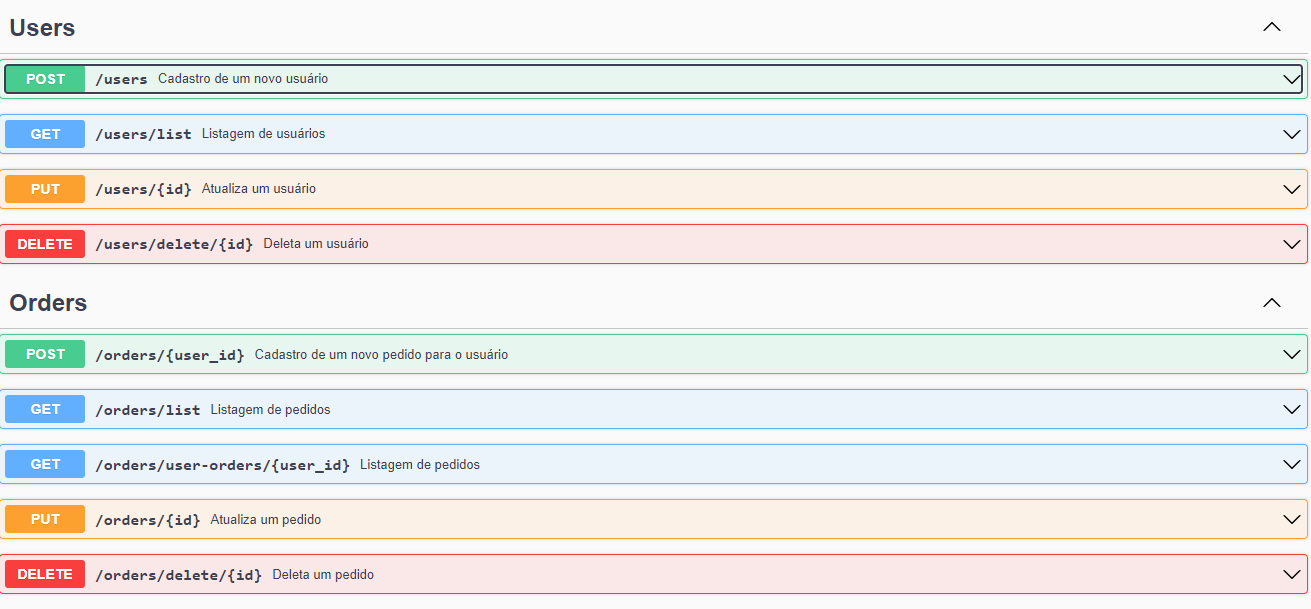 Users
POST /users Cadastro de um novo usuário
GET /users/list Listagem de usuários
PUT /users/{id} Atualiza um usuário
DELETE /users/delete/{id} Deleta um usuário
Orders
POST /orders/{user_id} Cadastro de um novo pedido para o usuário
GET /orders/list Listagem de pedidos
GET /orders/user-orders/{user_id} Listagem de pedidos
PUT /orders/{id} Atualiza um pedido
DELETE /orders/delete/{id} Deleta um pedido